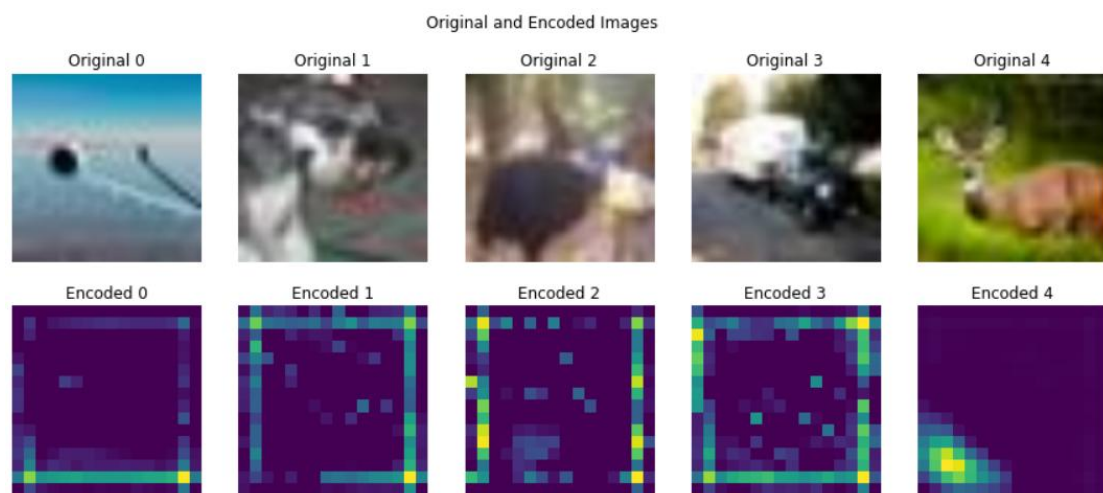 Original and Encoded Images
Original 0 Original 1 Original 2 Original 3 Original 4
Encoded 0 Encoded 1 Encoded 2 Encoded 3 Encoded 4